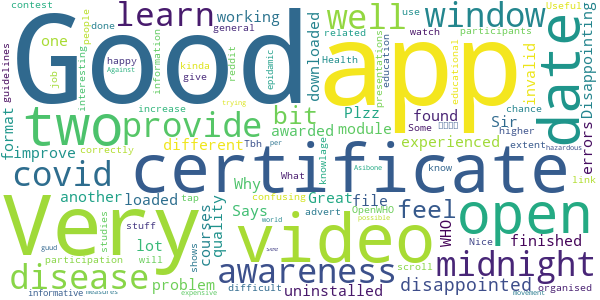 contest
learn
done
people
one
working
well
use
Useful
window
Disappointing
guidelines
job
happy
Against
interesting
kinda
give
general
information
reddit
epidemic
Health
downloaded
related
watch
presentations
education
participants
educational
invalid
date
errors
Good
app
format
two
provide
bit
awarded
increase
Plzz
module
found
Some
Sir
chance
higher
extent
hazardous
improve
correctly
different
Tbh
per
What
knowlage
experienced
covid
certificate
another
loaded
Why
Great
file
Asibone
know
link
tap
confusing
feel
WHO
open
Very
video
studies
participation
stuff
will
lot
courses
quality
Says
advert
OpenWHO
world
possible
finished
Nice
midnight
disease
shows
problem
awareness
scroll
disappointed
informative
measures
guud
expensive
difficult
uninstalled
trying
see
movement
organised